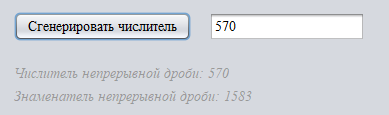 Сгенерировать числитель 570
Числитель непрерывной дроби: 570
Знаменатель непрерывной дроби: 1583